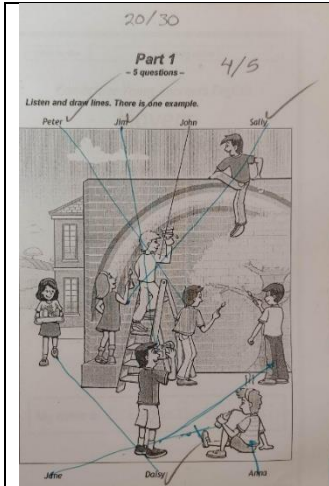 20/30
Part 1
– 5 questions –
4/5
Listen and draw lines. There is one example.
Peter Jim John Sally
Jane Daisy Anna